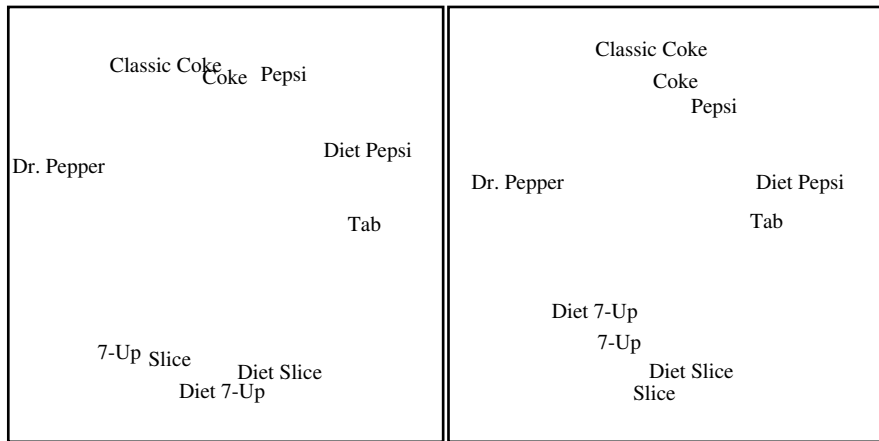 Classic Coke
Coke
Pepsi
Diet Pepsi
Dr. Pepper
Tab
7-Up
Slice
Diet Slice
Diet 7-Up
Classic Coke
Coke
Pepsi
Dr. Pepper
Diet Pepsi
Tab
Diet 7-Up
7-Up
Diet Slice
Slice